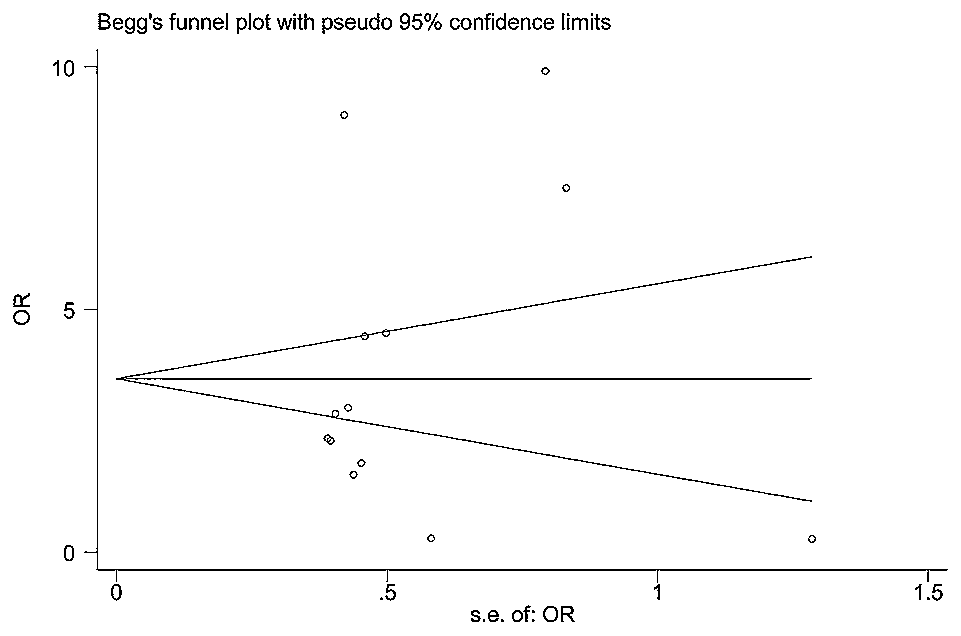 Begg's funnel plot with pseudo 95% confidence limits
10
OR
5
0
0 .5 1 1.5
s.e. of: OR